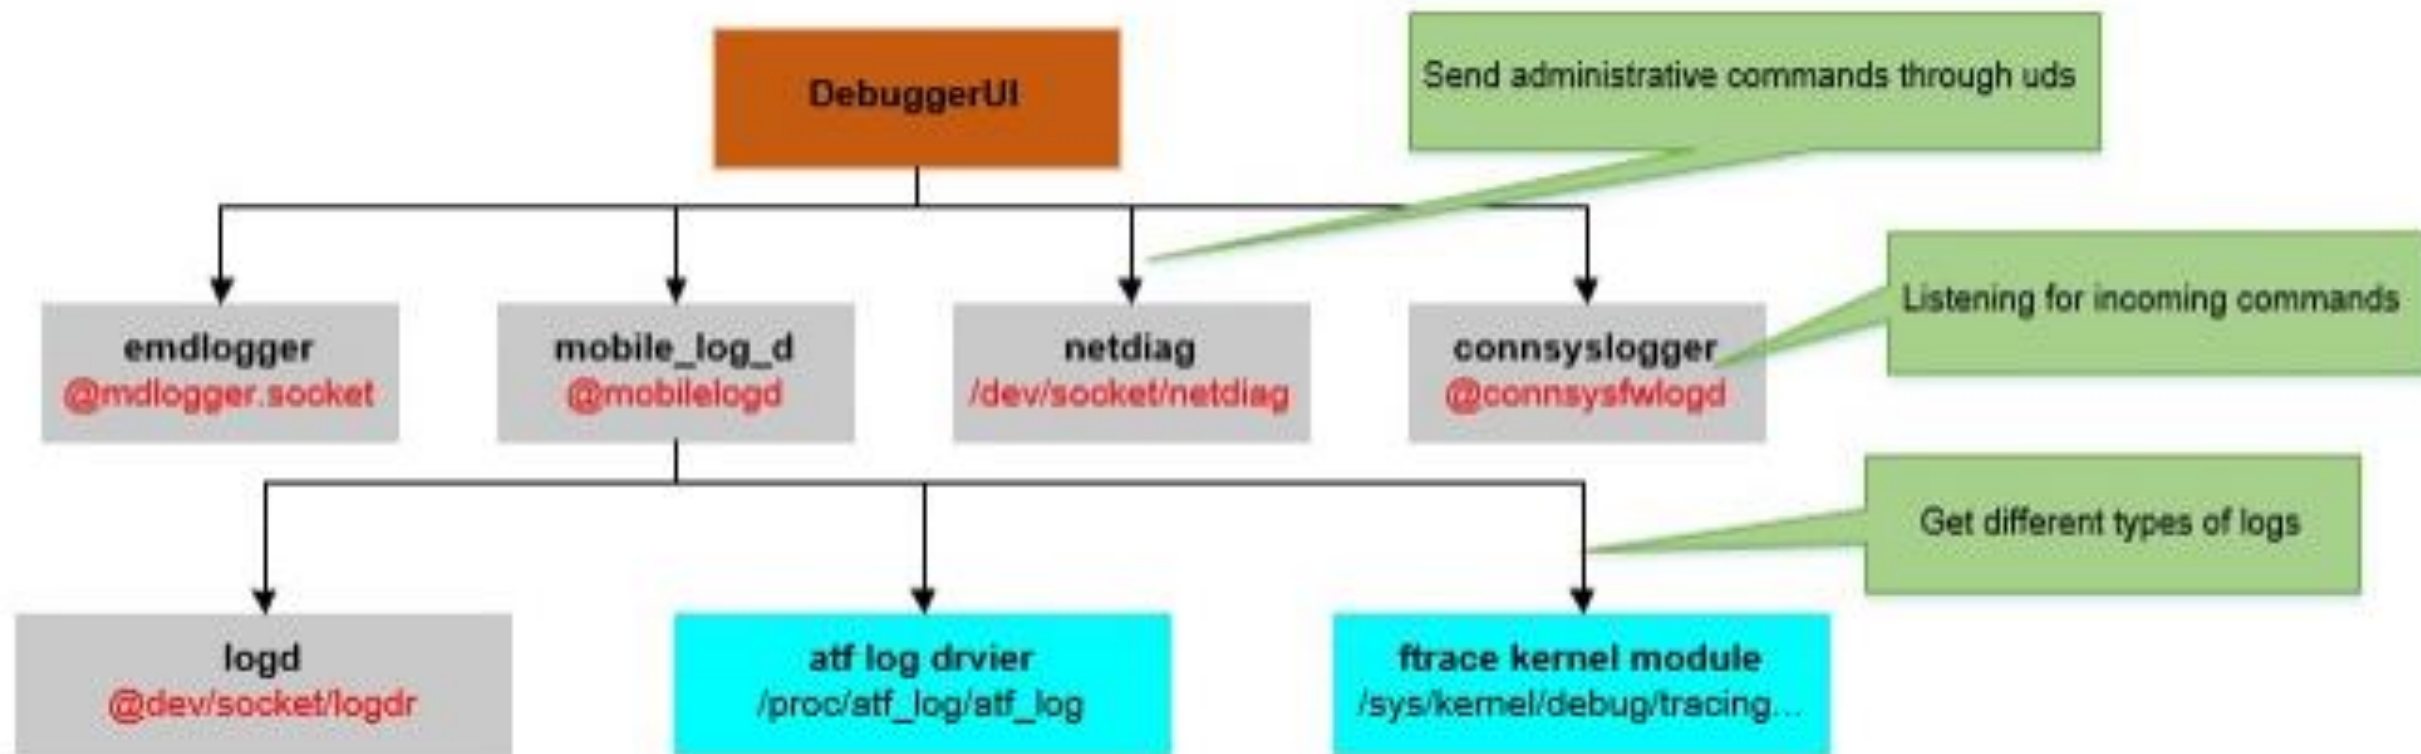 DebuggerUI
Send administrative commands through uds
emdlogger
@mdlogger.socket
mobile_log_d
@mobilelogd
netdiag
/dev/socket/netdiag
connsyslogger
@connsysfwlogd
Listening for incoming commands
Get different types of logs
logd
@dev/socket/logdr
atf log drvier
/proc/atf_log/atf_log
ftrace kernel module
/sys/kernel/debug/tracing...